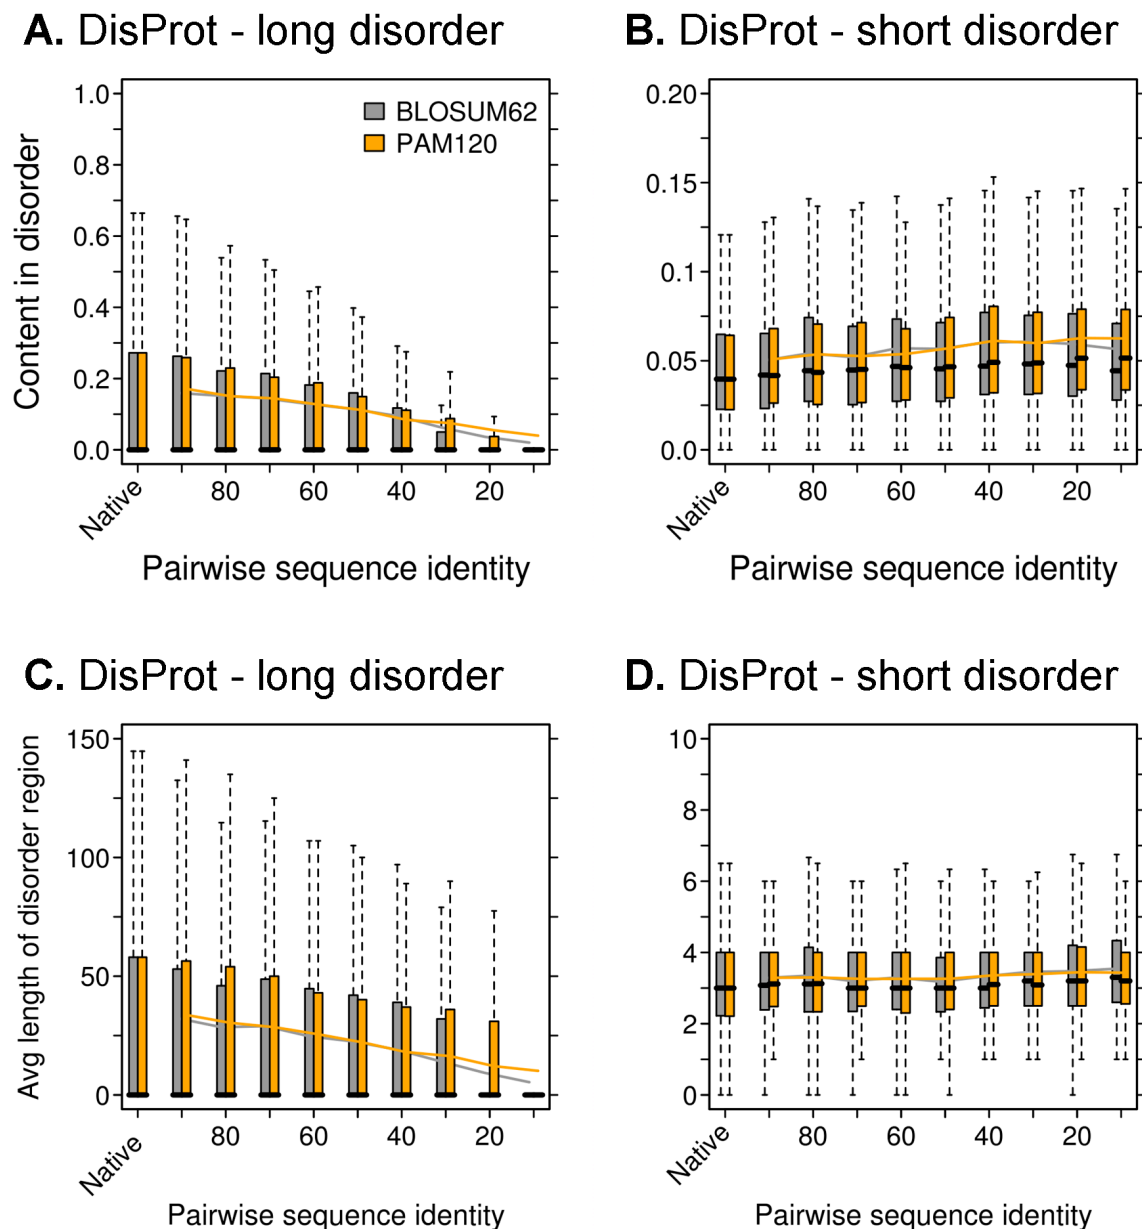 A. DisProt - long disorder
Content in disorder
1.0
0.8
0.6
0.4
0.2
0.0
BLOSUM62
PAM120
Native
80
60
40
20
Pairwise sequence identity
B. DisProt - short disorder
0.20
0.15
0.1
0.05
0.0
Native
80
60
40
20
Pairwise sequence identity
C. DisProt - long disorder
Avg length of disorder region
150
100
50
0
Native
80
60
40
20
Pairwise sequence identity
D. DisProt - short disorder
10
8
6
4
2
0
Native
80
60
40
20
Pairwise sequence identity